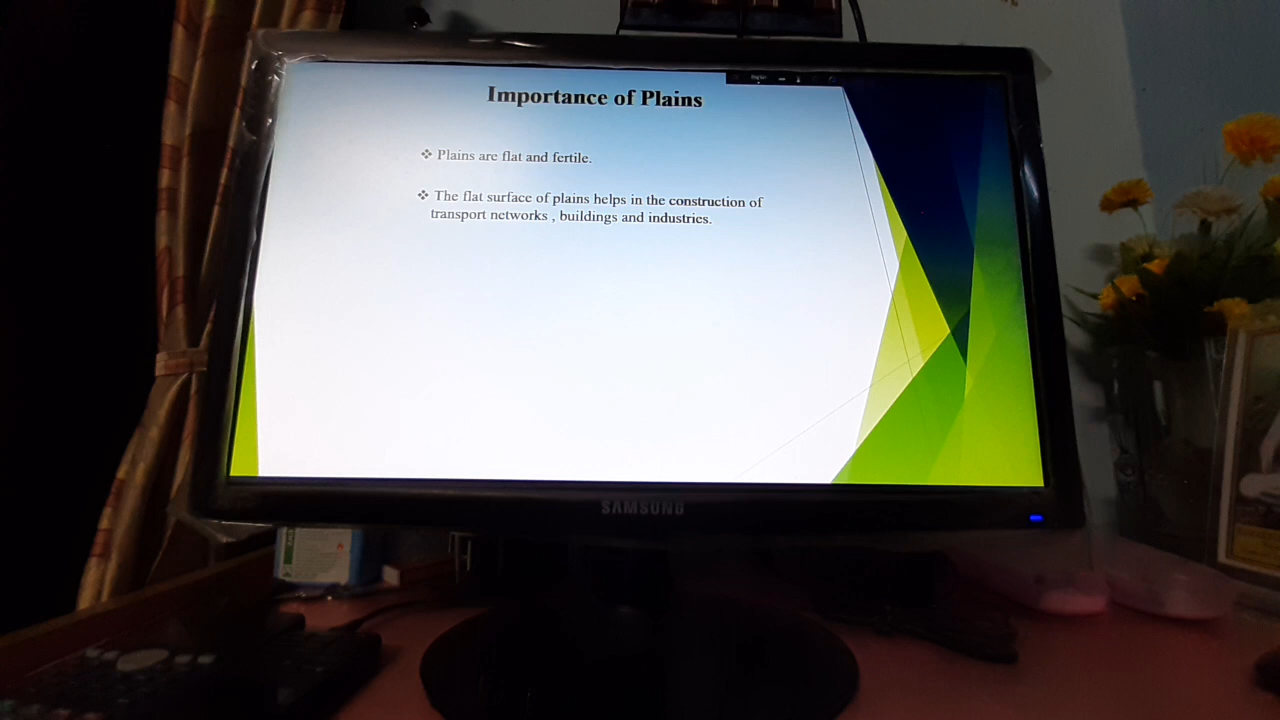 English
Importance of Plains
❖ Plains are flat and fertile.
❖ The flat surface of plains helps in the construction of
transport networks , buildings and industries.
SAMSUNG